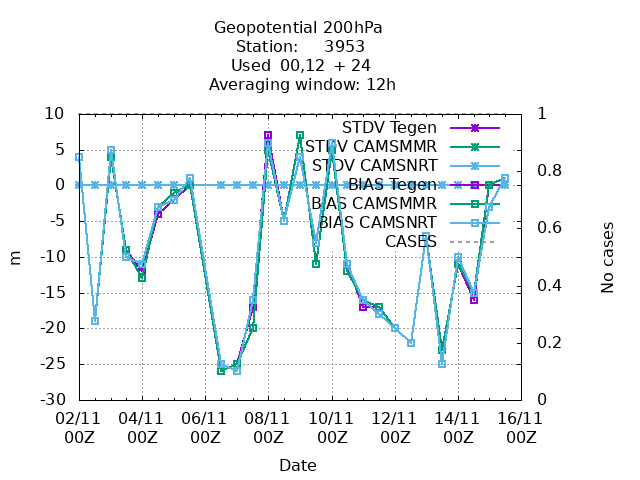 Geopotential 200hPa
Station: 3953
Used 00,12 + 24
Averaging window: 12h
10
5
0
-5
-10
-15
-20
-25
-30
m
1
0.8
0.6
0.4
0.2
0
No cases
STDV Tegen
STDV CAMSMMR
STDV CAMSNRT
BIAS Tegen
BIAS CAMSMMR
BIAS CAMSNRT
CASES
02/11 04/11 06/11 08/11 10/11 12/11 14/11 16/11
00Z 00Z 00Z 00Z 00Z 00Z 00Z 00Z
Date